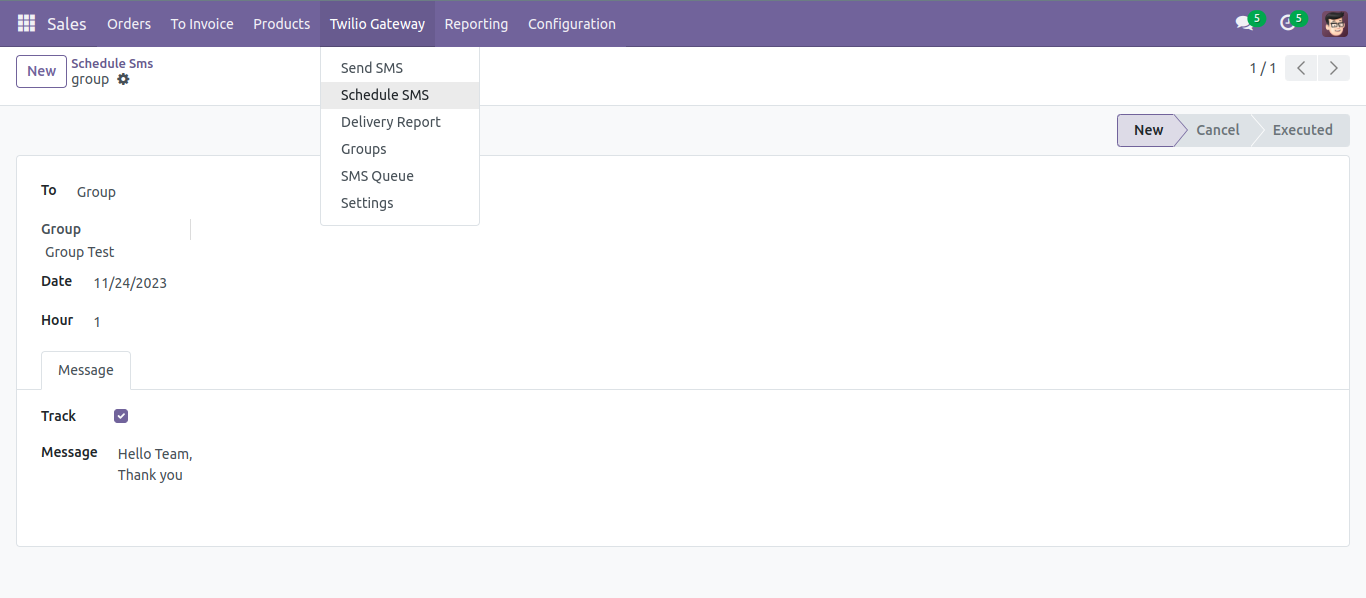 Sales Orders To Invoice Products Twilio Gateway Reporting Configuration 5 5
New Schedule Sms
group
1 / 1
Send SMS
Schedule SMS
Delivery Report
Groups
SMS Queue
Settings
New Cancel Executed
To Group
Group
Group Test
Date 11/24/2023
Hour 1
Message
Track
Message Hello Team,
Thank you